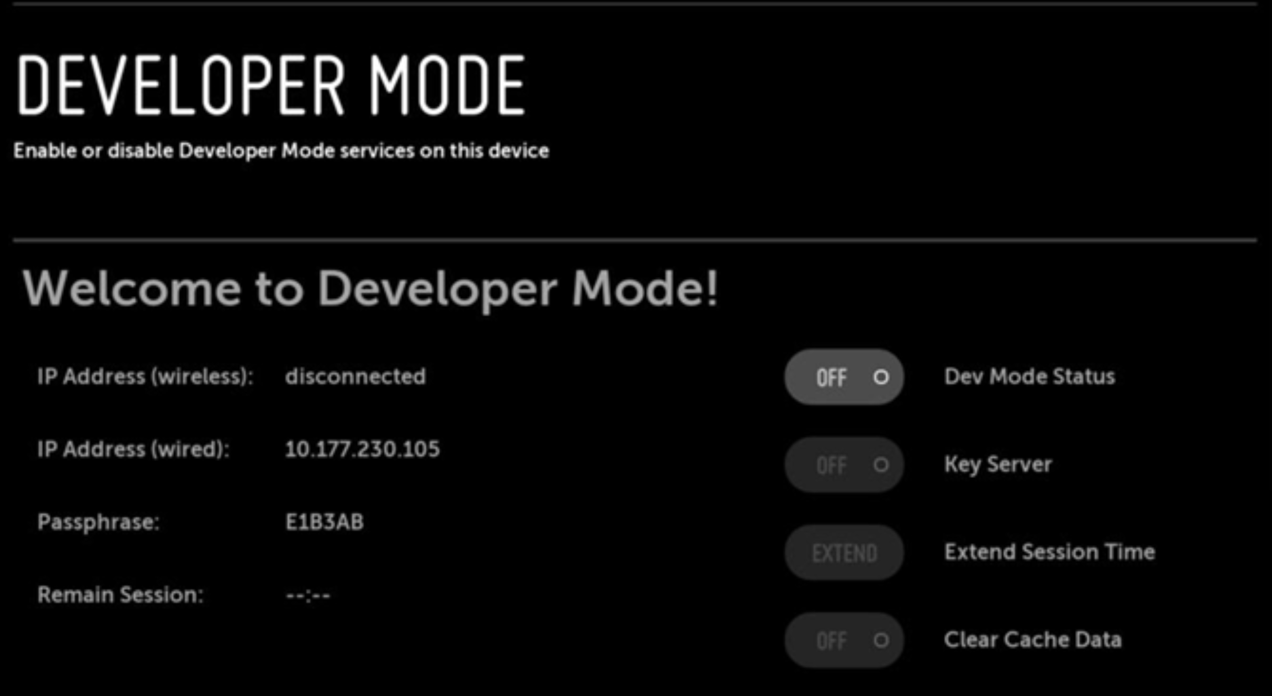 DEVELOPER MODE
Enable or disable Developer Mode services on this device
Welcome to Developer Mode!
IP Address (wireless): disconnected
OFF Dev Mode Status
IP Address (wired): 10.177.230.105
OFF Key Server
Passphrase: E1B3AB
EXTEND Extend Session Time
Remain Session: --:--
OFF Clear Cache Data